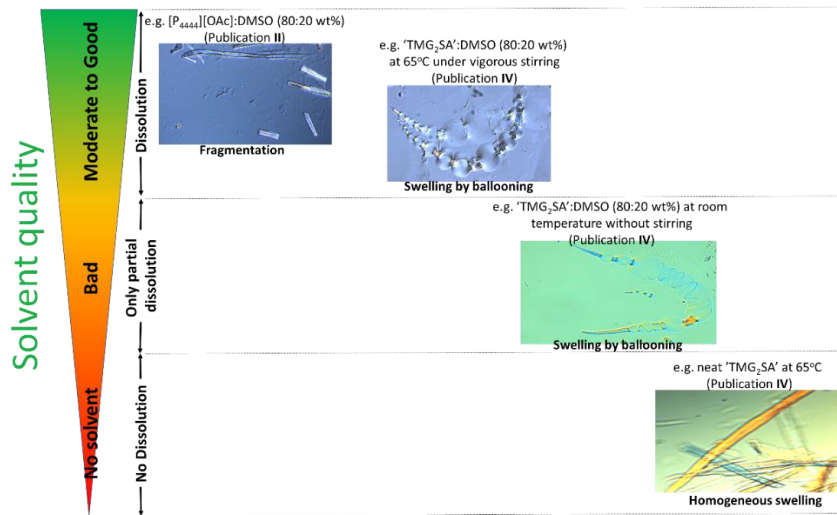 Solvent quality
Moderate to Good
Bad
No solvent
Dissolution
Only partial
dissolution
No Dissolution
e.g. [P₄₄₄₄][OAc]:DMSO (80:20 wt%)
(Publication II)
Fragmentation
e.g. 'TMG₂SA':DMSO (80:20 wt%)
at 65°C under vigorous stirring
(Publication IV)
Swelling by ballooning
e.g. 'TMG₂SA':DMSO (80:20 wt%) at room
temperature without stirring
(Publication IV)
Swelling by ballooning
e.g. neat 'TMG₂SA' at 65°C
(Publication IV)
Homogeneous swelling